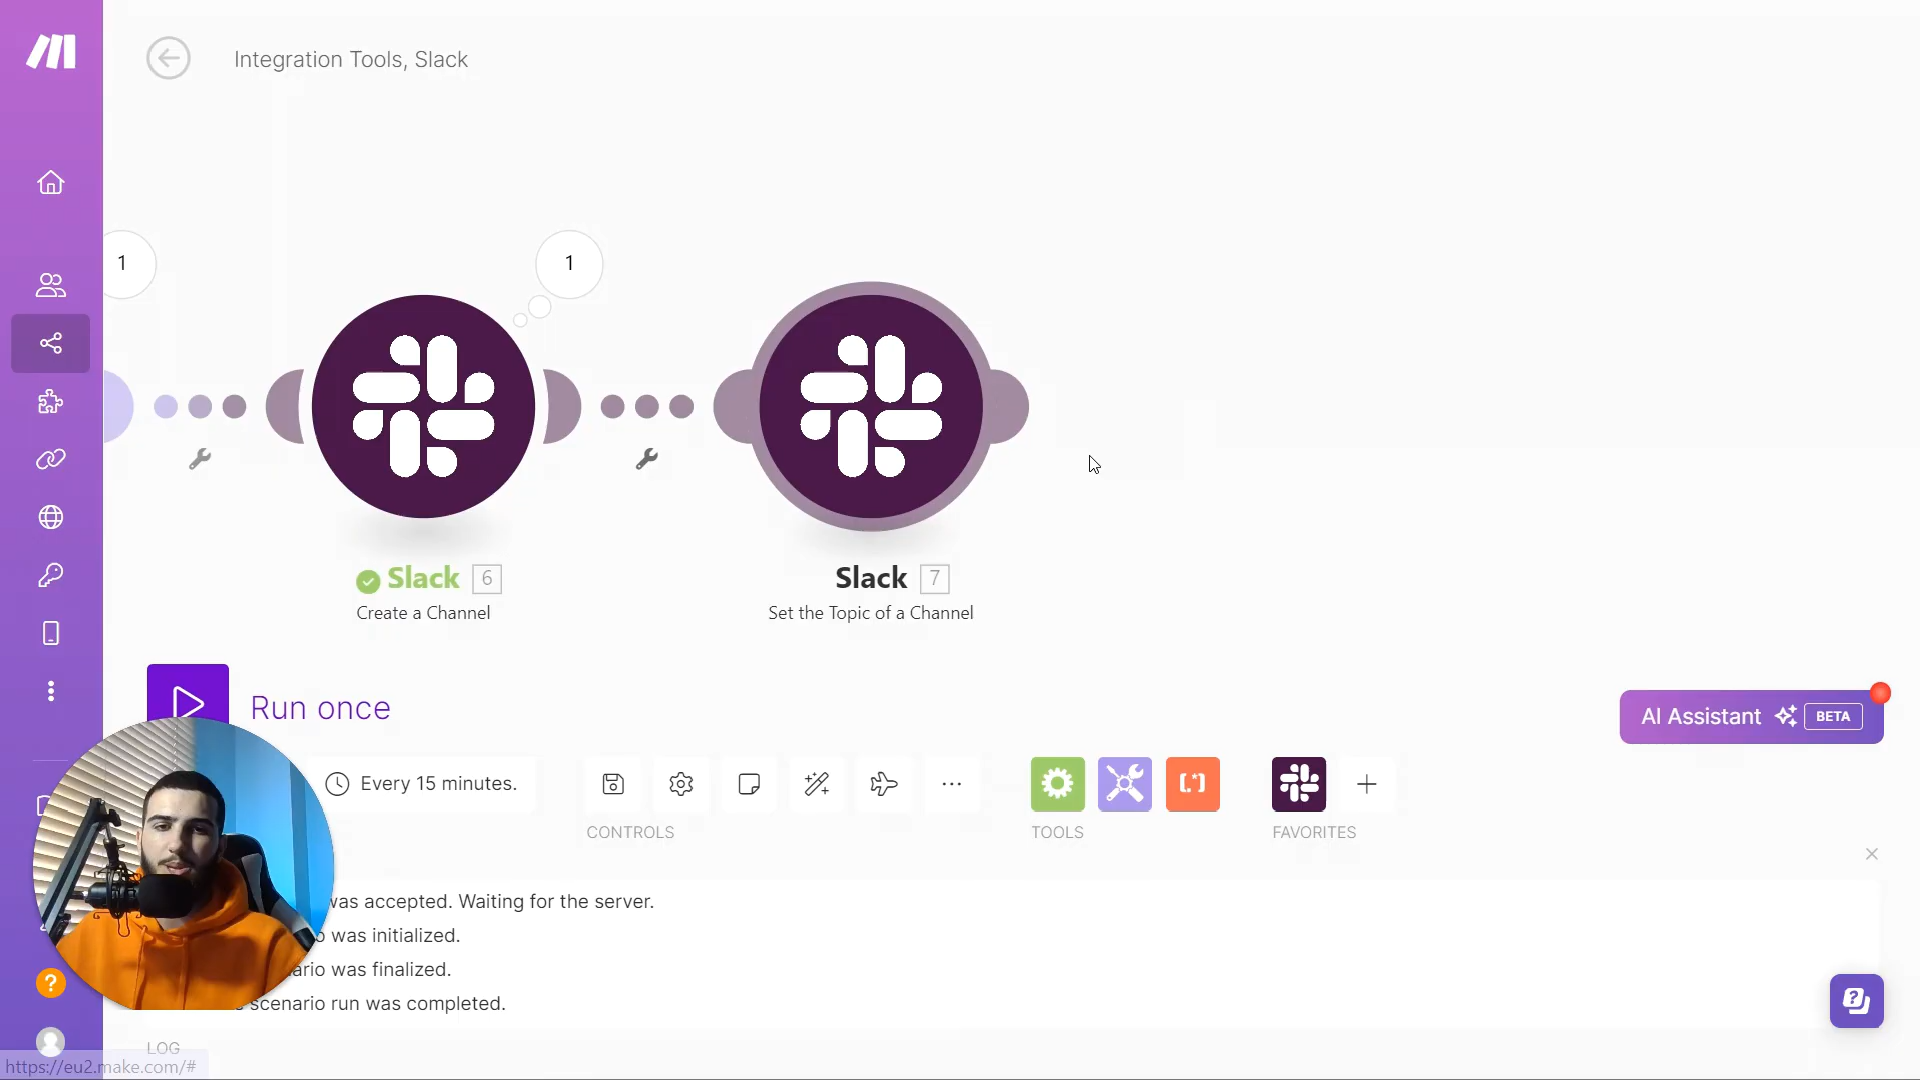 Integration Tools, Slack
1
1
Slack 6
Create a Channel
Slack 7
Set the Topic of a Channel
Run once
AI Assistant BETA
Every 15 minutes.
CONTROLS
TOOLS
FAVORITES
was accepted. Waiting for the server.
was initialized.
was finalized.
scenario run was completed.
LOG
https://eu2.make.com/#